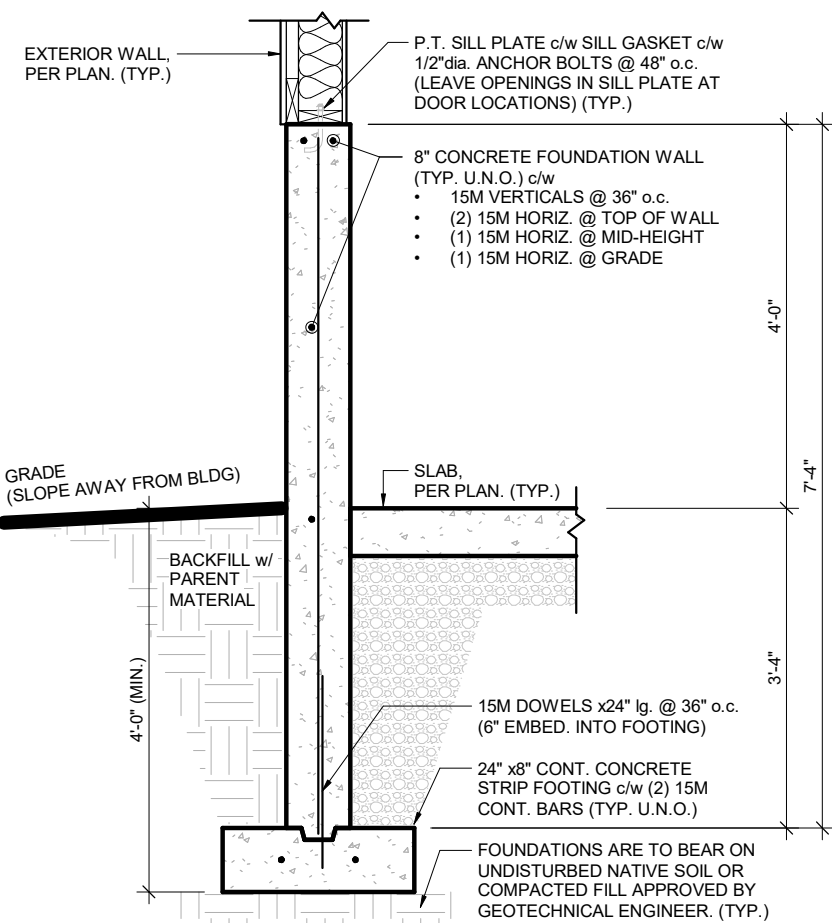 EXTERIOR WALL,
PER PLAN. (TYP.)
P.T. SILL PLATE c/w SILL GASKET c/w
1/2"dia. ANCHOR BOLTS @ 48" o.c.
(LEAVE OPENINGS IN SILL PLATE AT
DOOR LOCATIONS) (TYP.)
8" CONCRETE FOUNDATION WALL
(TYP. U.N.O.) c/w
• 15M VERTICALS @ 36" o.c.
• (2) 15M HORIZ. @ TOP OF WALL
• (1) 15M HORIZ. @ MID-HEIGHT
• (1) 15M HORIZ. @ GRADE
4'-0"
7'-4"
GRADE
(SLOPE AWAY FROM BLDG)
SLAB,
PER PLAN. (TYP.)
BACKFILL w/
PARENT
MATERIAL
4'-0" (MIN.)
3'-4"
15M DOWELS x24" lg. @ 36" o.c.
(6" EMBED. INTO FOOTING)
24" x8" CONT. CONCRETE
STRIP FOOTING c/w (2) 15M
CONT. BARS (TYP. U.N.O.)
FOUNDATIONS ARE TO BEAR ON
UNDISTURBED NATIVE SOIL OR
COMPACTED FILL APPROVED BY
GEOTECHNICAL ENGINEER. (TYP.)